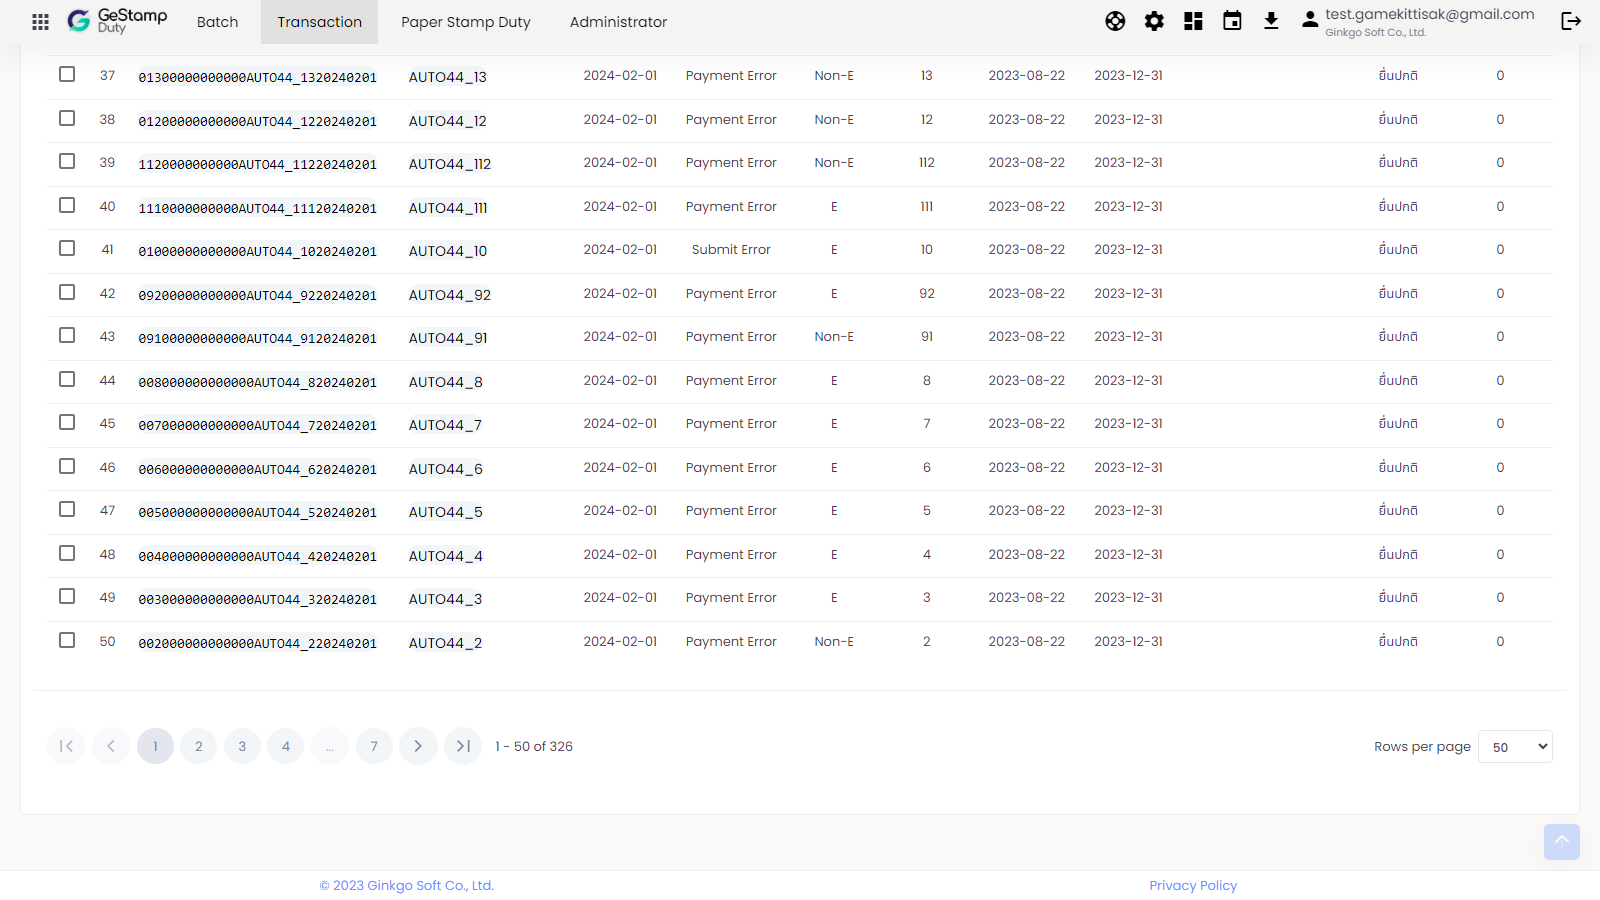 GeStamp
Duty
Batch
Transaction
Paper Stamp Duty
Administrator
test.gamekittisak@gmail.com
Ginkgo Soft Co., Ltd.
37 01300000000000AUTO44_1320240201 AUTO44_13 2024-02-01 Payment Error Non-E 13 2023-08-22 2023-12-31 ยื่นปกติ 0
38 01200000000000AUTO44_1220240201 AUTO44_12 2024-02-01 Payment Error Non-E 12 2023-08-22 2023-12-31 ยื่นปกติ 0
39 1120000000000AUTO44_11220240201 AUTO44_112 2024-02-01 Payment Error Non-E 112 2023-08-22 2023-12-31 ยื่นปกติ 0
40 1110000000000AUTO44_11120240201 AUTO44_111 2024-02-01 Payment Error E 111 2023-08-22 2023-12-31 ยื่นปกติ 0
41 01000000000000AUTO44_1020240201 AUTO44_10 2024-02-01 Submit Error E 10 2023-08-22 2023-12-31 ยื่นปกติ 0
42 09200000000000AUTO44_9220240201 AUTO44_92 2024-02-01 Payment Error E 92 2023-08-22 2023-12-31 ยื่นปกติ 0
43 09100000000000AUTO44_9120240201 AUTO44_91 2024-02-01 Payment Error Non-E 91 2023-08-22 2023-12-31 ยื่นปกติ 0
44 008000000000000AUTO44_820240201 AUTO44_8 2024-02-01 Payment Error E 8 2023-08-22 2023-12-31 ยื่นปกติ 0
45 007000000000000AUTO44_720240201 AUTO44_7 2024-02-01 Payment Error E 7 2023-08-22 2023-12-31 ยื่นปกติ 0
46 006000000000000AUTO44_620240201 AUTO44_6 2024-02-01 Payment Error E 6 2023-08-22 2023-12-31 ยื่นปกติ 0
47 005000000000000AUTO44_520240201 AUTO44_5 2024-02-01 Payment Error E 5 2023-08-22 2023-12-31 ยื่นปกติ 0
48 004000000000000AUTO44_420240201 AUTO44_4 2024-02-01 Payment Error E 4 2023-08-22 2023-12-31 ยื่นปกติ 0
49 003000000000000AUTO44_320240201 AUTO44_3 2024-02-01 Payment Error E 3 2023-08-22 2023-12-31 ยื่นปกติ 0
50 002000000000000AUTO44_220240201 AUTO44_2 2024-02-01 Payment Error Non-E 2 2023-08-22 2023-12-31 ยื่นปกติ 0
1 2 3 4 ... 7 1 - 50 of 326 Rows per page 50
© 2023 Ginkgo Soft Co., Ltd. Privacy Policy